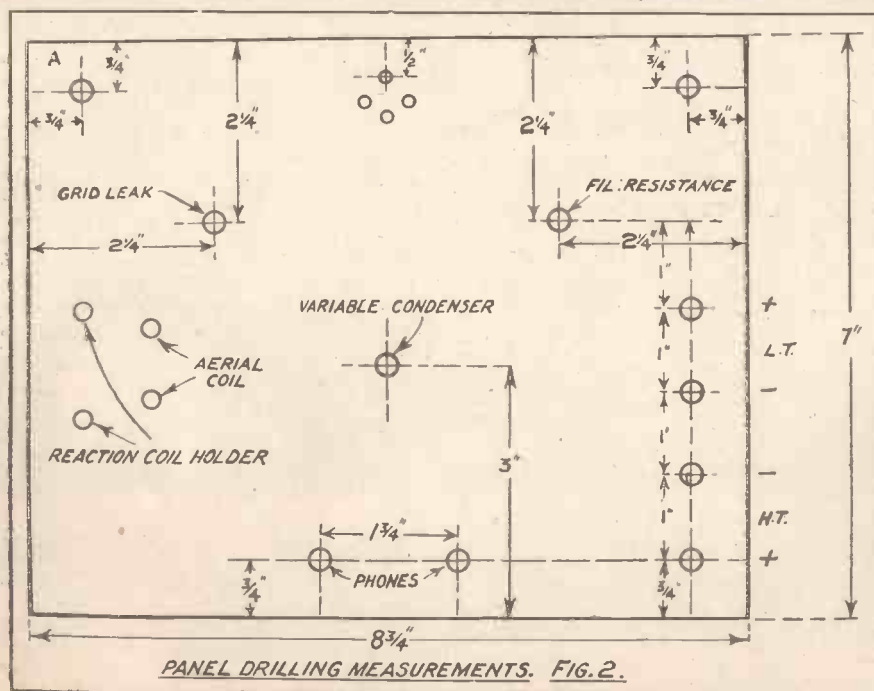 A
3/4"
1/2"
3/4"
3/4"
3/4"
2 1/4"
2 1/4"
GRID LEAK
FIL. RESISTANCE
2 1/4"
2 1/4"
1"
VARIABLE CONDENSER
+
AERIAL
COIL
1"
L.T.
7"
-
REACTION COIL HOLDER
3"
1"
-
1 3/4"
1"
H.T.
PHONES
+
3/4"
3/4"
8 3/4"
PANEL DRILLING MEASUREMENTS. FIG. 2.